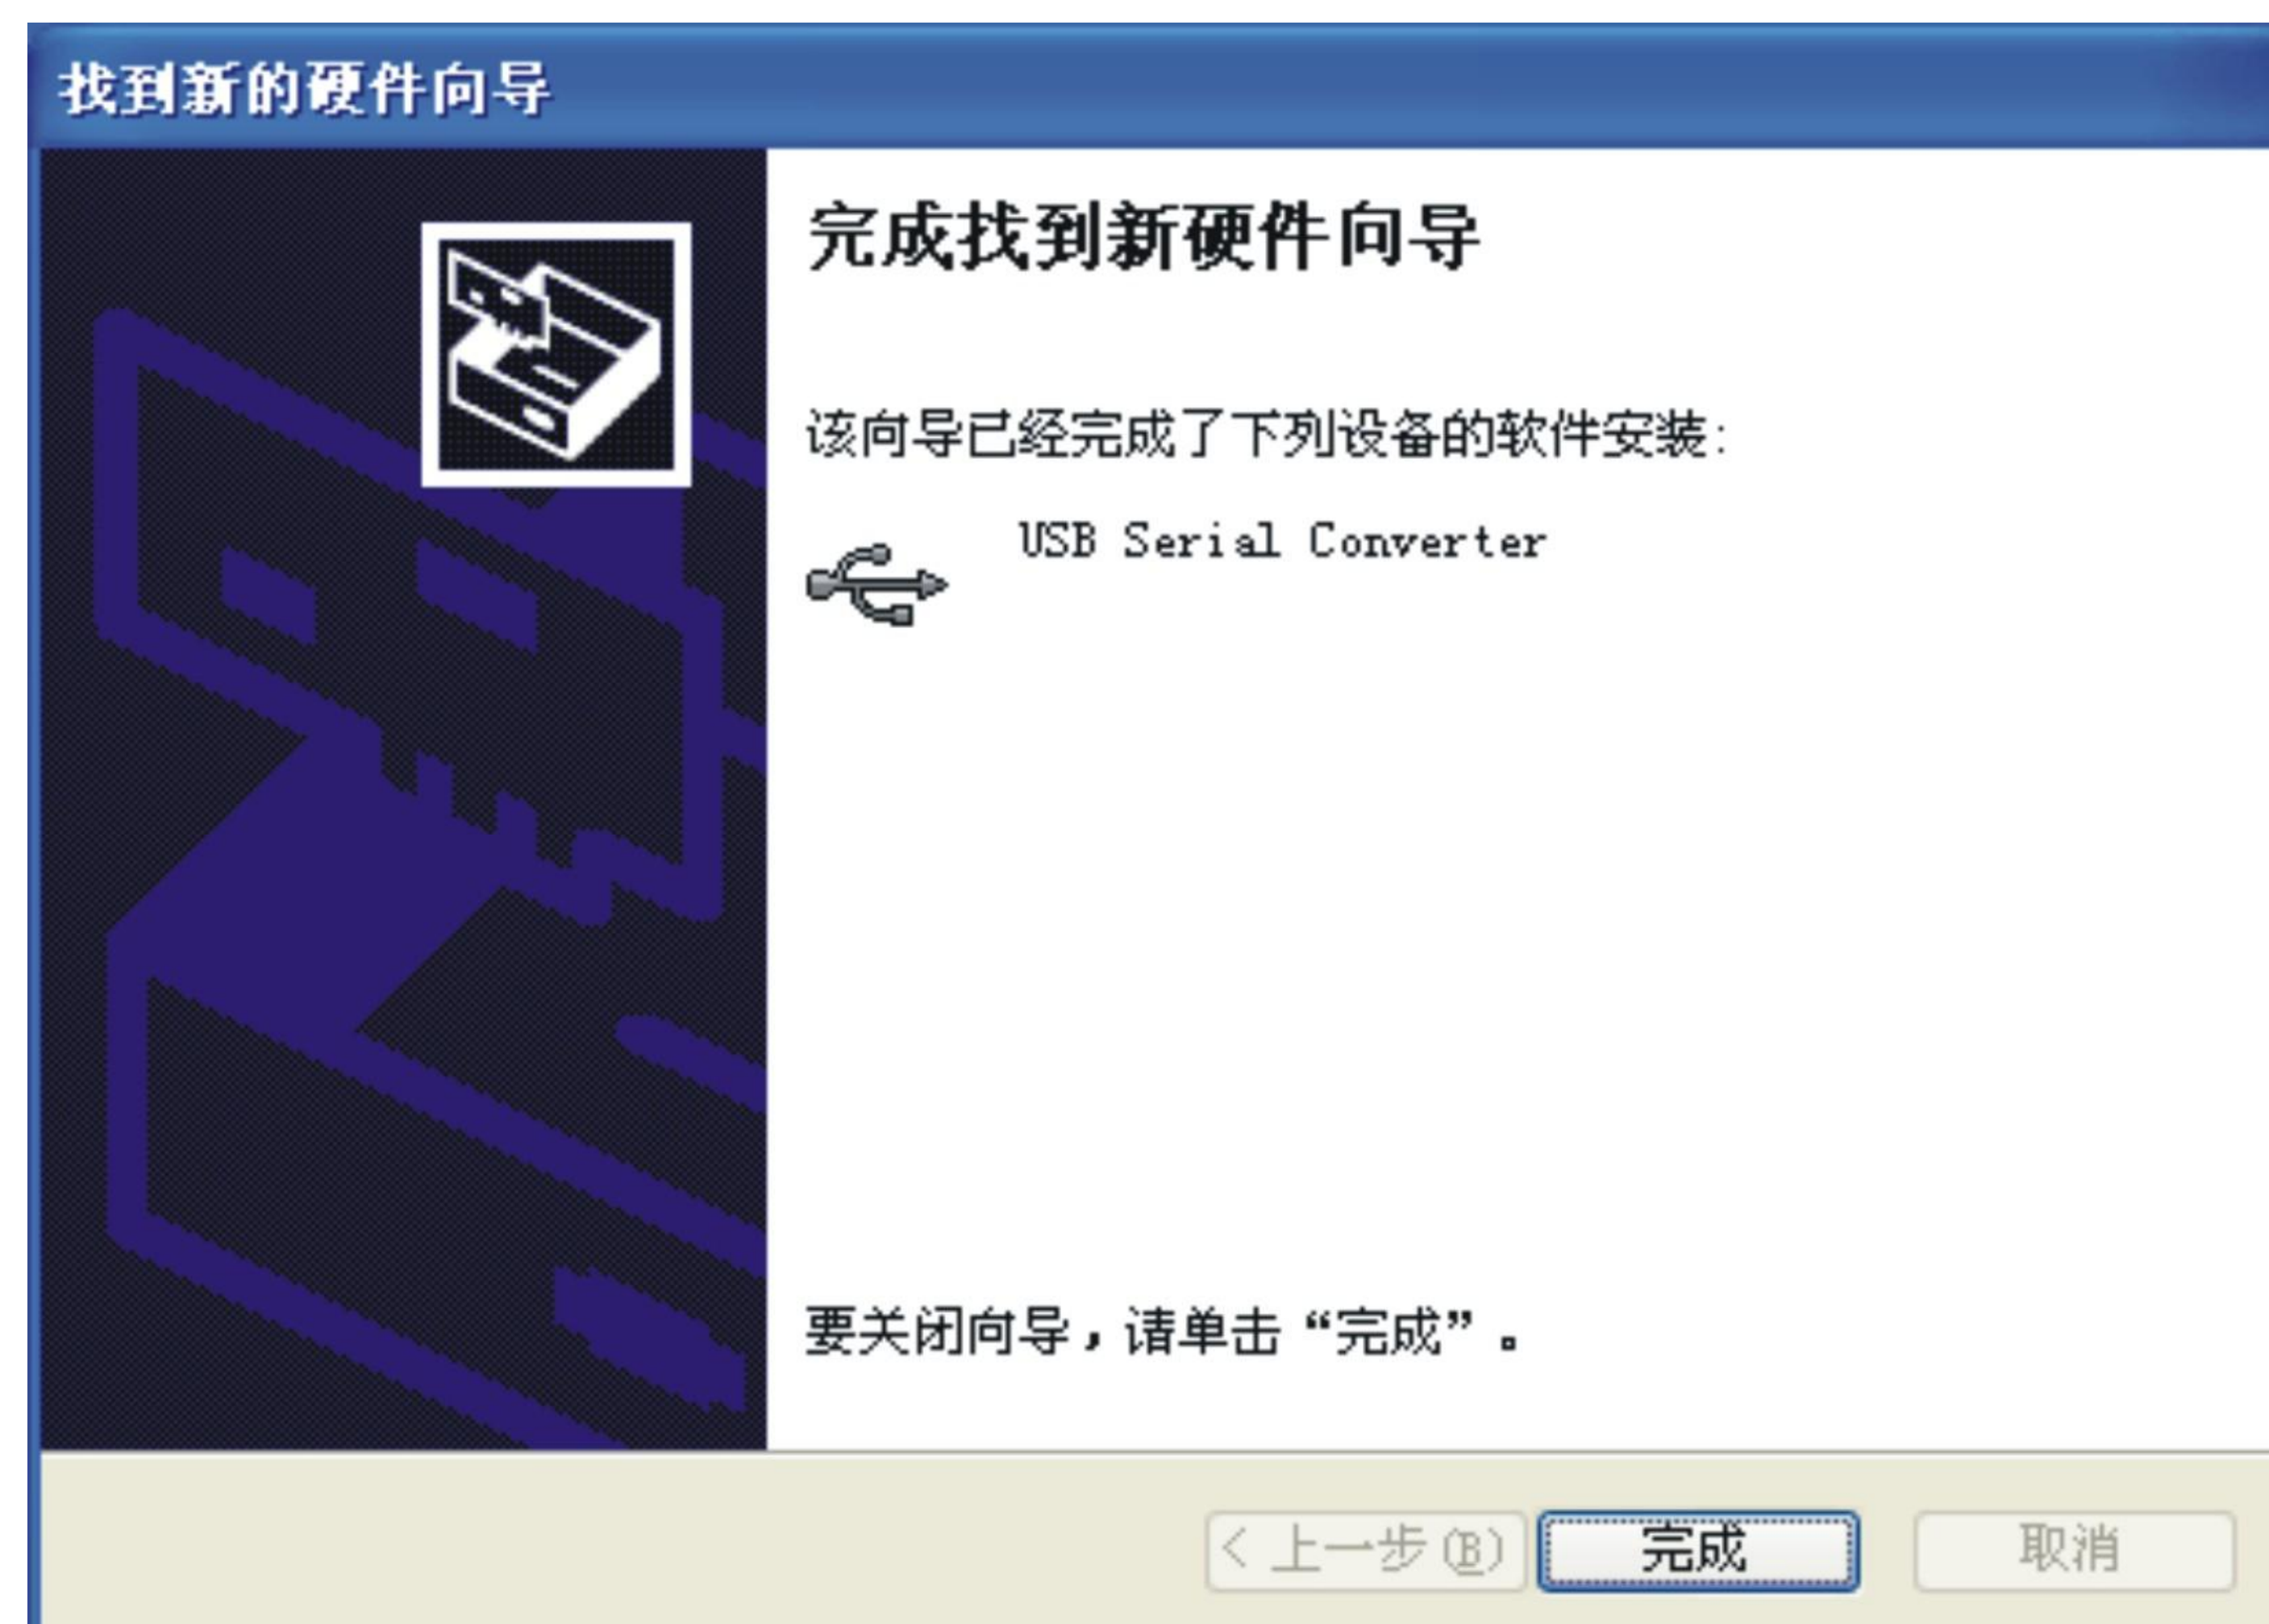 找到新的硬件向导
完成找到新硬件向导
该向导已经完成了下列设备的软件安装:
USB Serial Converter
要关闭向导，请单击“完成”。
< 上一步(B)
完成
取消